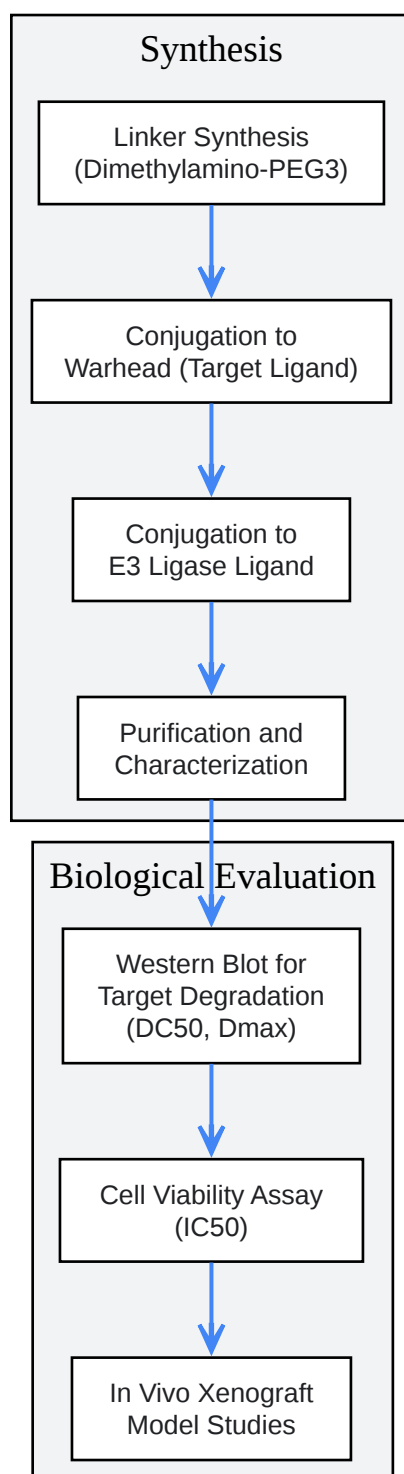 Synthesis
Linker Synthesis
(Dimethylamino-PEG3)
Conjugation to
Warhead (Target Ligand)
Conjugation to
E3 Ligase Ligand
Purification and
Characterization
Biological Evaluation
Western Blot for
Target Degradation
(DC50, Dmax)
Cell Viability Assay
(IC50)
In Vivo Xenograft
Model Studies